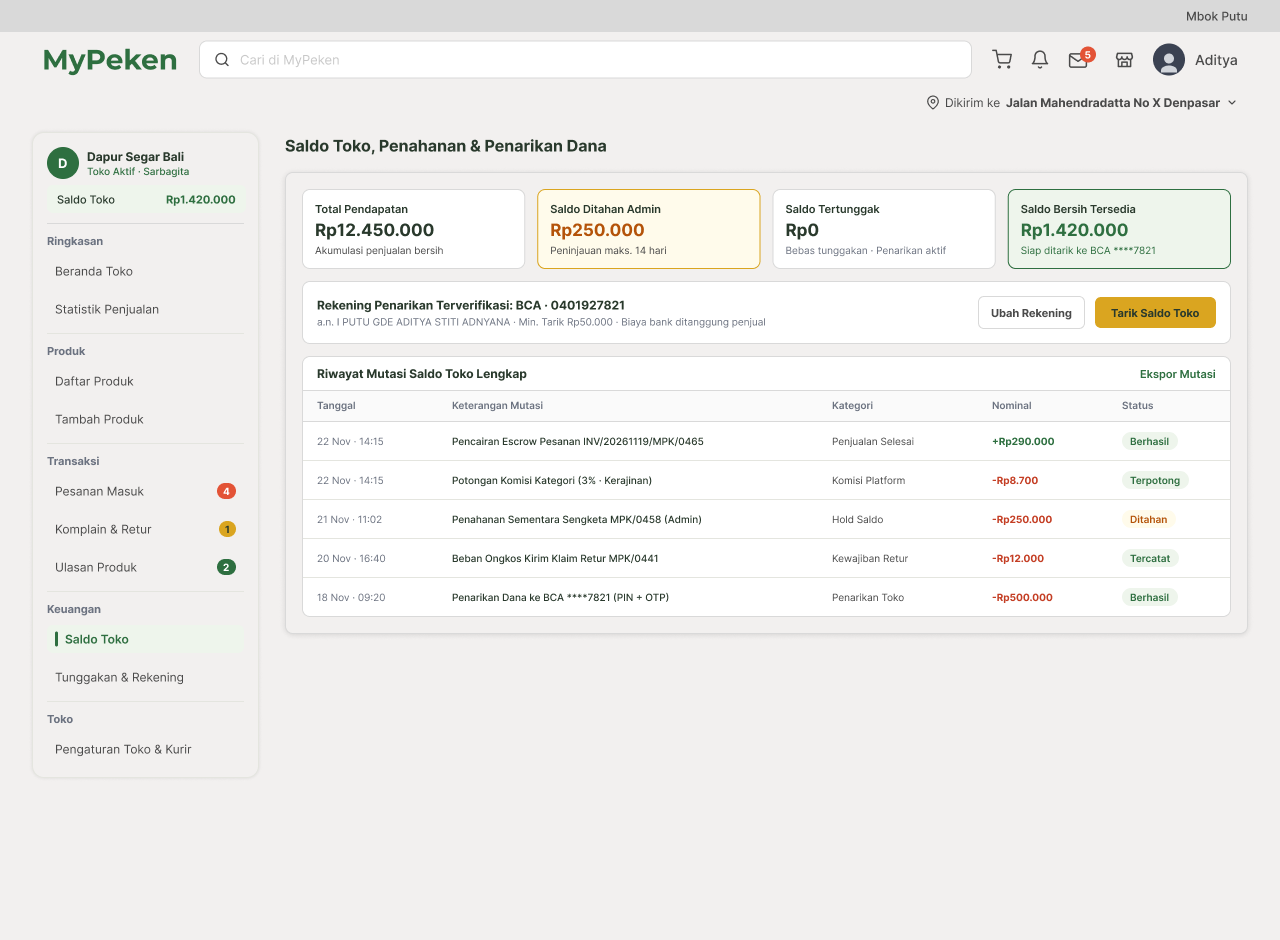 Mbok Putu
MyPeken
Cari di MyPeken
5
Aditya
Dikirim ke Jalan Mahendradatta No X Denpasar
D
Dapur Segar Bali
Toko Aktif · Sarbagita
Saldo Toko Rp1.420.000
Ringkasan
Beranda Toko
Statistik Penjualan
Produk
Daftar Produk
Tambah Produk
Transaksi
Pesanan Masuk 4
Komplain & Retur 1
Ulasan Produk 2
Keuangan
Saldo Toko
Tunggakan & Rekening
Toko
Pengaturan Toko & Kurir
Saldo Toko, Penahanan & Penarikan Dana
Total Pendapatan
Rp12.450.000
Akumulasi penjualan bersih
Saldo Ditahan Admin
Rp250.000
Peninjauan maks. 14 hari
Saldo Tertunggak
Rp0
Bebas tunggakan · Penarikan aktif
Saldo Bersih Tersedia
Rp1.420.000
Siap ditarik ke BCA ****7821
Rekening Penarikan Terverifikasi: BCA · 0401927821
a.n. I PUTU GDE ADITYA STITI ADNYANA · Min. Tarik Rp50.000 · Biaya bank ditanggung penjual
Ubah Rekening
Tarik Saldo Toko
Riwayat Mutasi Saldo Toko Lengkap
Ekspor Mutasi
Tanggal Keterangan Mutasi Kategori Nominal Status
22 Nov · 14:15 Pencairan Escrow Pesanan INV/20261119/MPK/0465 Penjualan Selesai +Rp290.000 Berhasil
22 Nov · 14:15 Potongan Komisi Kategori (3% · Kerajinan) Komisi Platform -Rp8.700 Terpotong
21 Nov · 11:02 Penahanan Sementara Sengketa MPK/0458 (Admin) Hold Saldo -Rp250.000 Ditahan
20 Nov · 16:40 Beban Ongkos Kirim Klaim Retur MPK/0441 Kewajiban Retur -Rp12.000 Tercatat
18 Nov · 09:20 Penarikan Dana ke BCA ****7821 (PIN + OTP) Penarikan Toko -Rp500.000 Berhasil